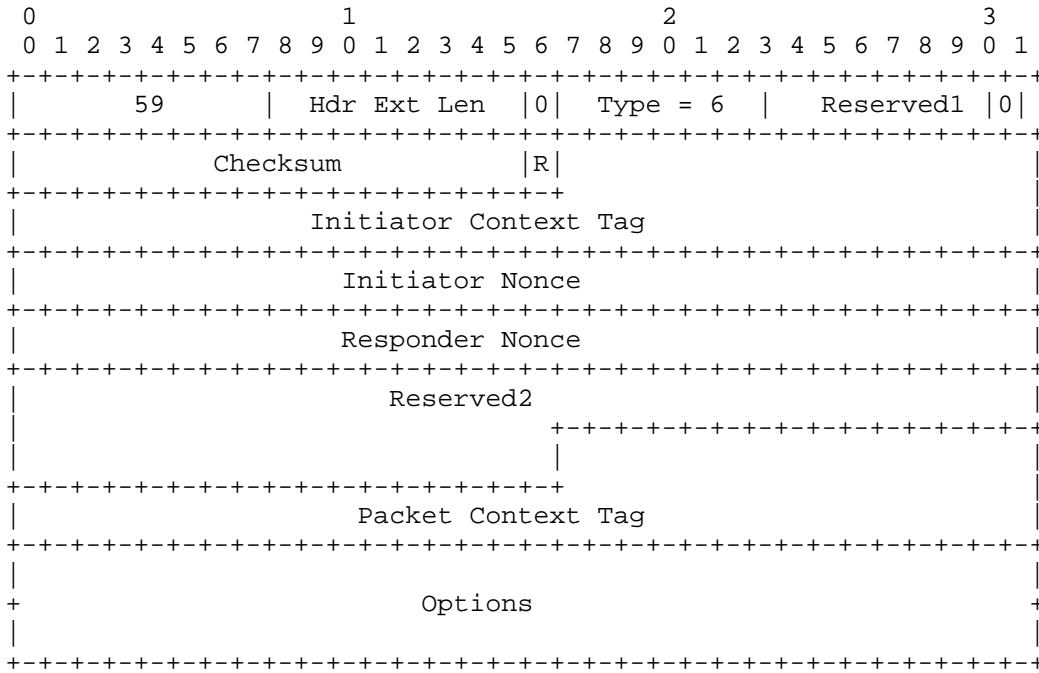 0                   1                   2                   3
0 1 2 3 4 5 6 7 8 9 0 1 2 3 4 5 6 7 8 9 0 1 2 3 4 5 6 7 8 9 0 1
+-+-+-+-+-+-+-+-+-+-+-+-+-+-+-+-+-+-+-+-+-+-+-+-+-+-+-+-+-+-+-+-+
|       59      |  Hdr Ext Len  |0|  Type = 6   |   Reserved1 |0|
+-+-+-+-+-+-+-+-+-+-+-+-+-+-+-+-+-+-+-+-+-+-+-+-+-+-+-+-+-+-+-+-+
|            Checksum           |R|                             |
+-+-+-+-+-+-+-+-+-+-+-+-+-+-+-+-+-+                             |
|                  Initiator Context Tag                        |
+-+-+-+-+-+-+-+-+-+-+-+-+-+-+-+-+-+-+-+-+-+-+-+-+-+-+-+-+-+-+-+-+
|                    Initiator Nonce                            |
+-+-+-+-+-+-+-+-+-+-+-+-+-+-+-+-+-+-+-+-+-+-+-+-+-+-+-+-+-+-+-+-+
|                    Responder Nonce                            |
+-+-+-+-+-+-+-+-+-+-+-+-+-+-+-+-+-+-+-+-+-+-+-+-+-+-+-+-+-+-+-+-+
|                       Reserved2                               |
|                                 +-+-+-+-+-+-+-+-+-+-+-+-+-+-+-+
|                                 |                             |
+-+-+-+-+-+-+-+-+-+-+-+-+-+-+-+-+-+                             |
|                     Packet Context Tag                        |
+-+-+-+-+-+-+-+-+-+-+-+-+-+-+-+-+-+-+-+-+-+-+-+-+-+-+-+-+-+-+-+-+
|                                                               |
+                         Options                               +
|                                                               |
+-+-+-+-+-+-+-+-+-+-+-+-+-+-+-+-+-+-+-+-+-+-+-+-+-+-+-+-+-+-+-+-+